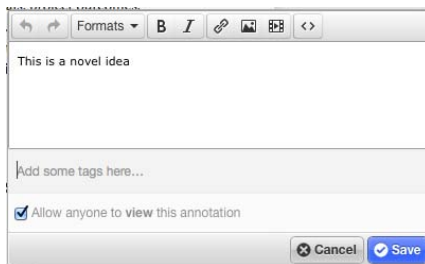 Formats B I <>
This is a novel idea
Add some tags here...
Allow anyone to view this annotation
Cancel Save